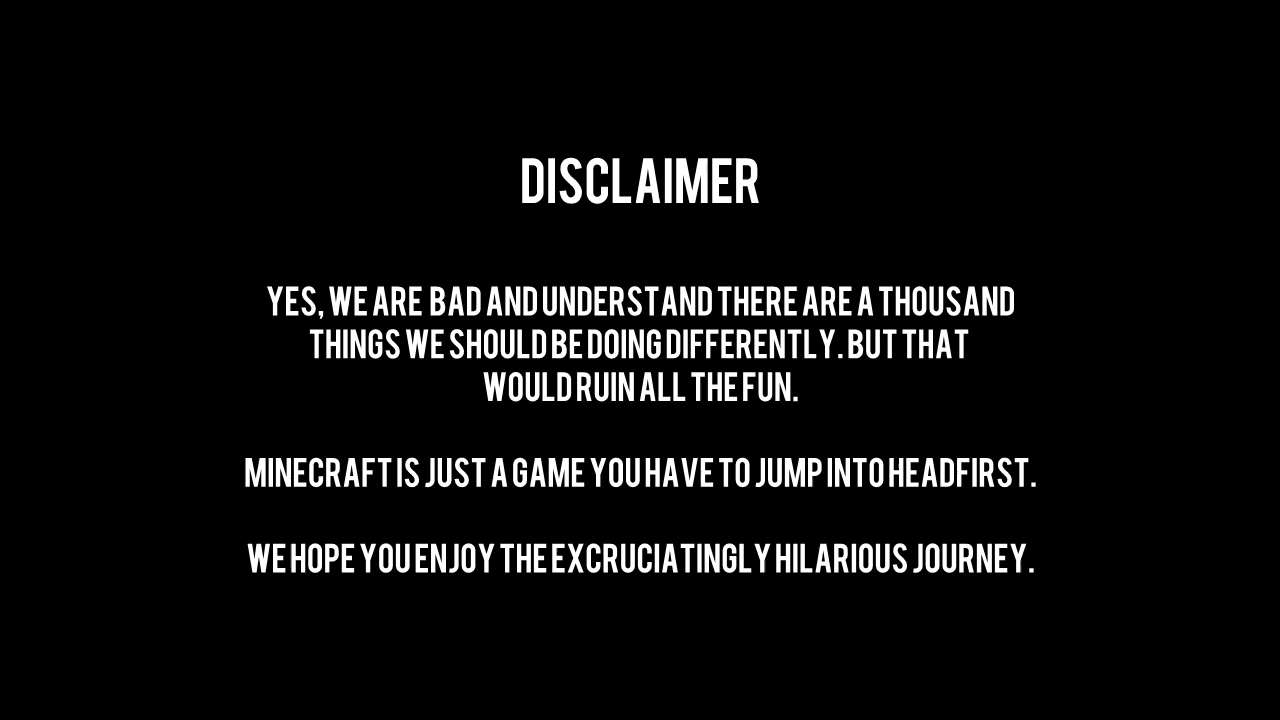 DISCLAIMER
YES, WE ARE BAD AND UNDERSTAND THERE ARE A THOUSAND
THINGS WE SHOULD BE DOING DIFFERENTLY. BUT THAT
WOULD RUIN ALL THE FUN.
MINECRAFT IS JUST A GAME YOU HAVE TO JUMP INTO HEADFIRST.
WE HOPE YOU ENJOY THE EXCRUCIATINGLY HILARIOUS JOURNEY.